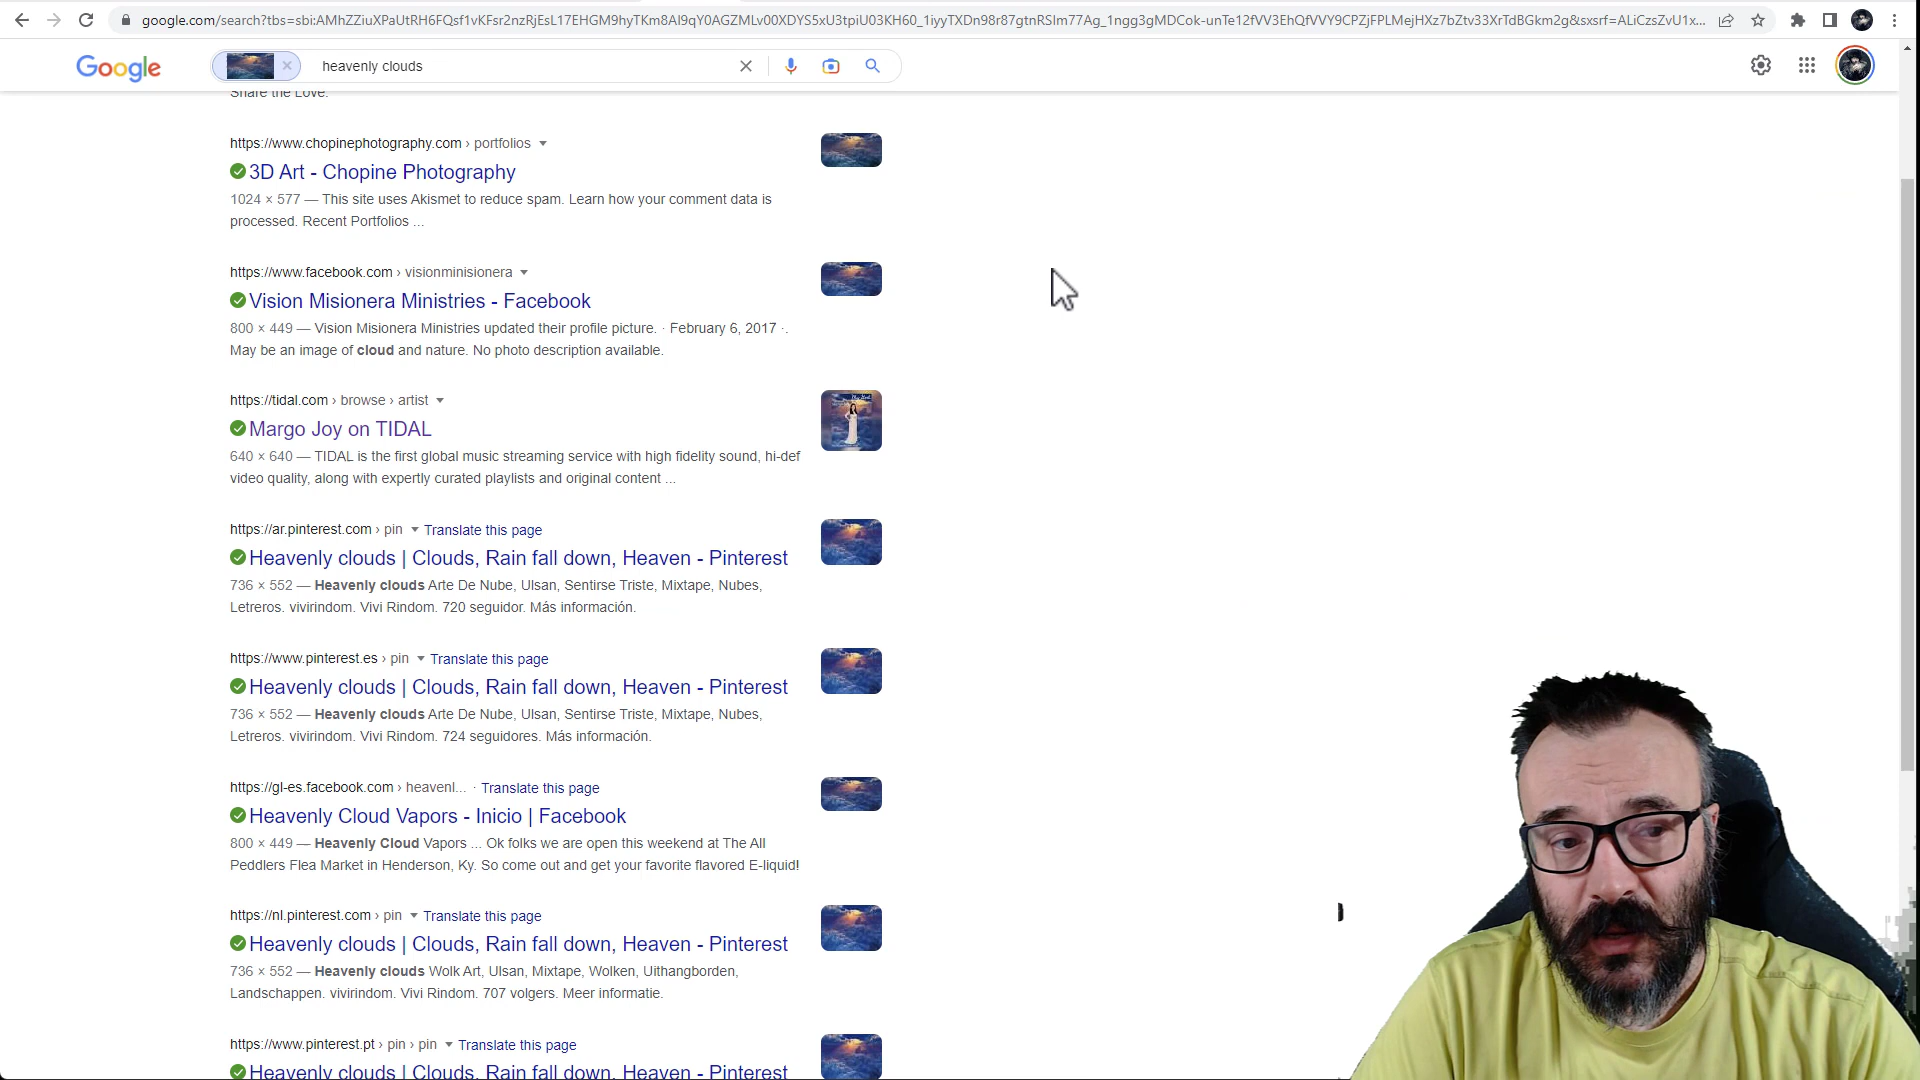 google.com/search?tbs=sbi:AMhZZiuXPaUtRH6FQsf1vKFsr2nzRjEsL17EHGM9hyTKm8AI9qY0AGZMLv00XDYS5xU3tpiU03KH60_1iyyTXDn98r87gtnRSlm77Ag_1ngg3gMDCok-unTe12fVV3EhQfVVY9CPZjFPLMejHXz7bZtv33XrTdBGkm2g&sxsrf=ALiCzsZvU1x...
Google
heavenly clouds
Share the Love.
https://www.chopinephotography.com › portfolios
3D Art - Chopine Photography
1024 × 577 — This site uses Akismet to reduce spam. Learn how your comment data is
processed. Recent Portfolios ...
https://www.facebook.com › visionminisionera
Vision Misionera Ministries - Facebook
800 × 449 — Vision Misionera Ministries updated their profile picture. · February 6, 2017 ·.
May be an image of cloud and nature. No photo description available.
https://tidal.com › browse › artist
Margo Joy on TIDAL
640 × 640 — TIDAL is the first global music streaming service with high fidelity sound, hi-def
video quality, along with expertly curated playlists and original content ...
https://ar.pinterest.com › pin Translate this page
Heavenly clouds | Clouds, Rain fall down, Heaven - Pinterest
736 × 552 — Heavenly clouds Arte De Nube, Ulsan, Sentirse Triste, Mixtape, Nubes,
Letreros. vivirindom. Vivi Rindom. 720 seguidor. Más información.
https://www.pinterest.es › pin Translate this page
Heavenly clouds | Clouds, Rain fall down, Heaven - Pinterest
736 × 552 — Heavenly clouds Arte De Nube, Ulsan, Sentirse Triste, Mixtape, Nubes,
Letreros. vivirindom. Vivi Rindom. 724 seguidores. Más información.
https://gl-es.facebook.com › heavenl... · Translate this page
Heavenly Cloud Vapors - Inicio | Facebook
800 × 449 — Heavenly Cloud Vapors ... Ok folks we are open this weekend at The All
Peddlers Flea Market in Henderson, Ky. So come out and get your favorite flavored E-liquid!
https://nl.pinterest.com › pin Translate this page
Heavenly clouds | Clouds, Rain fall down, Heaven - Pinterest
736 × 552 — Heavenly clouds Wolk Art, Ulsan, Mixtape, Wolken, Uithangborden,
Landschappen. vivirindom. Vivi Rindom. 707 volgers. Meer informatie.
https://www.pinterest.pt › pin › pin Translate this page
Heavenly clouds | Clouds, Rain fall down, Heaven - Pinterest